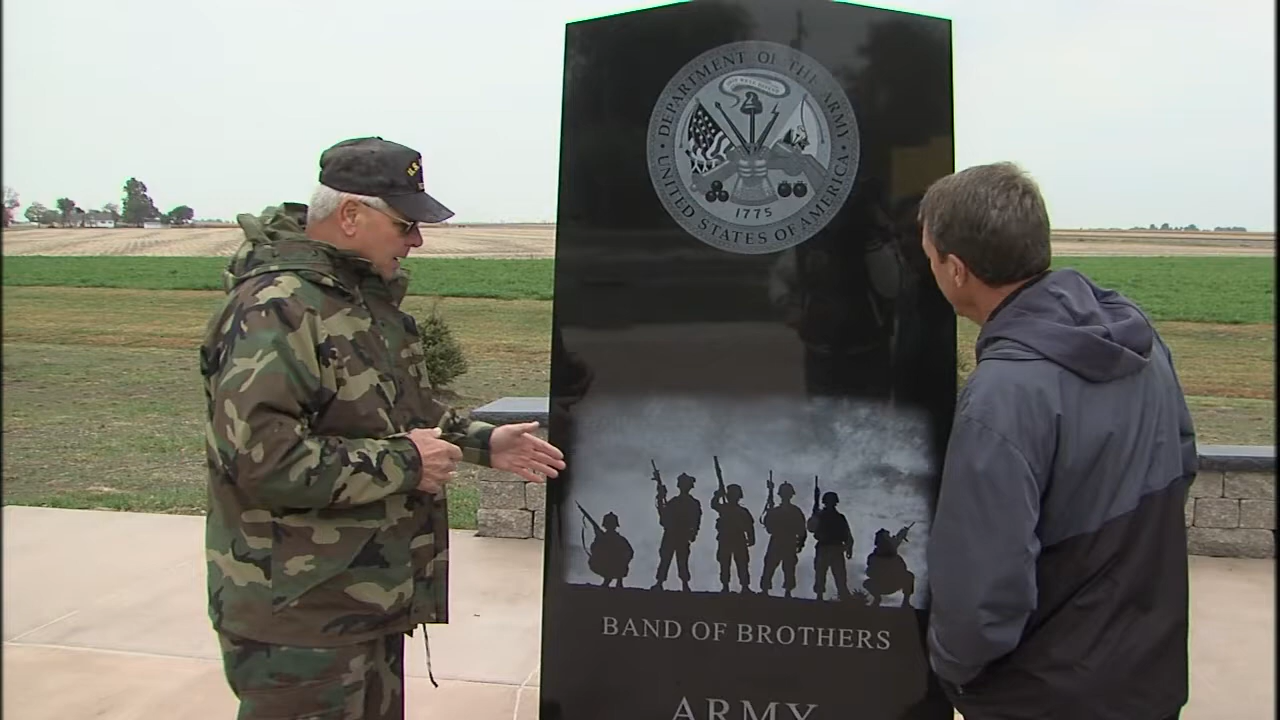 DEPARTMENT OF THE ARMY
UNITED STATES OF AMERICA
1775
BAND OF BROTHERS
ARMY
U.S